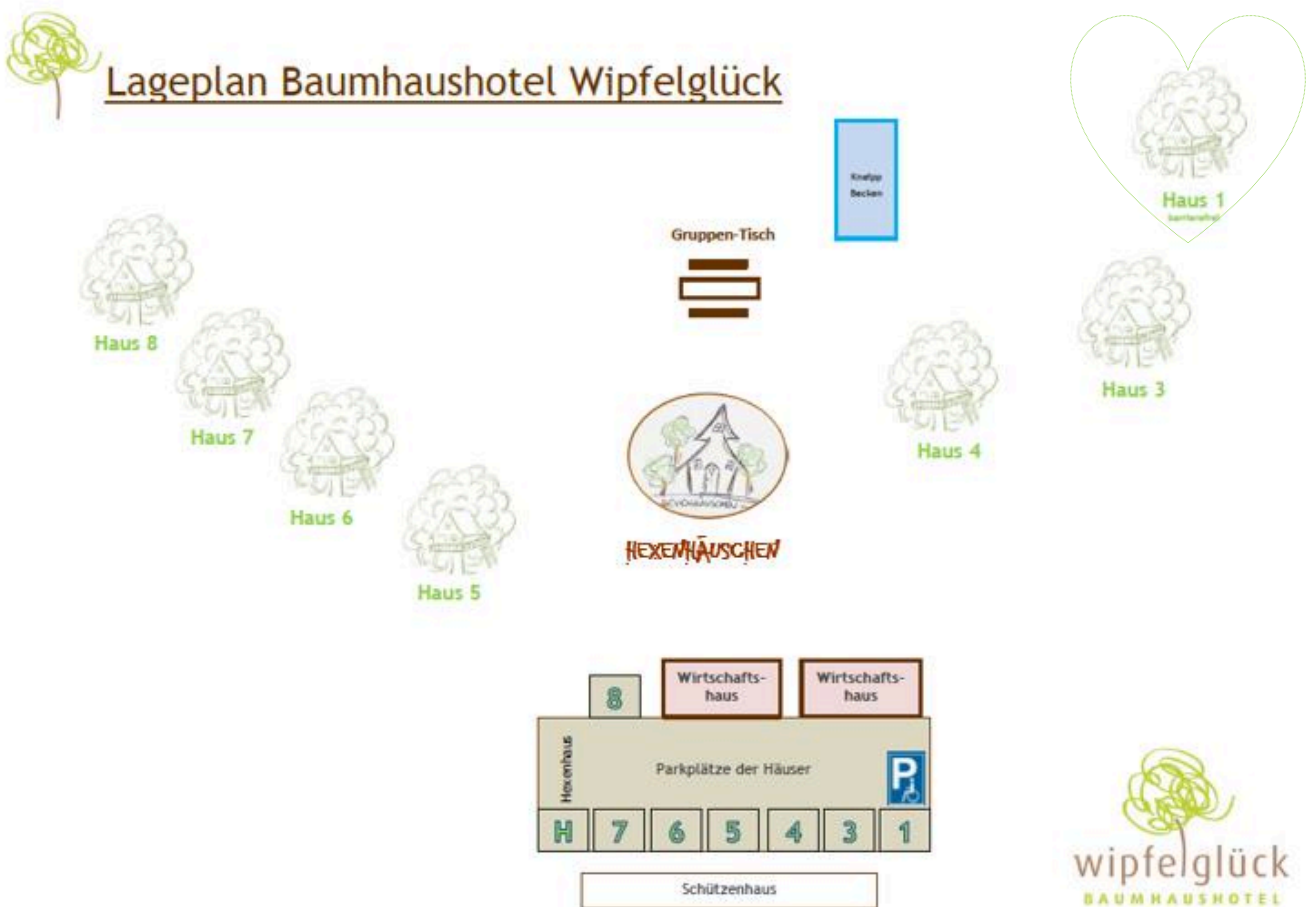 Lageplan Baumhaushotel Wipfelglück
Kneipp
Becken
Haus 1
barrierefrei
Gruppen-Tisch
Haus 8
Haus 3
Haus 7
Haus 4
Haus 6
HEXENHÄUSCHEN
Haus 5
8
Wirtschafts-
haus
Wirtschafts-
haus
Hexenhaus
Parkplätze der Häuser
P
H
7
6
5
4
3
1
Schützenhaus
wipfelglück
BAUMHAUSHOTEL